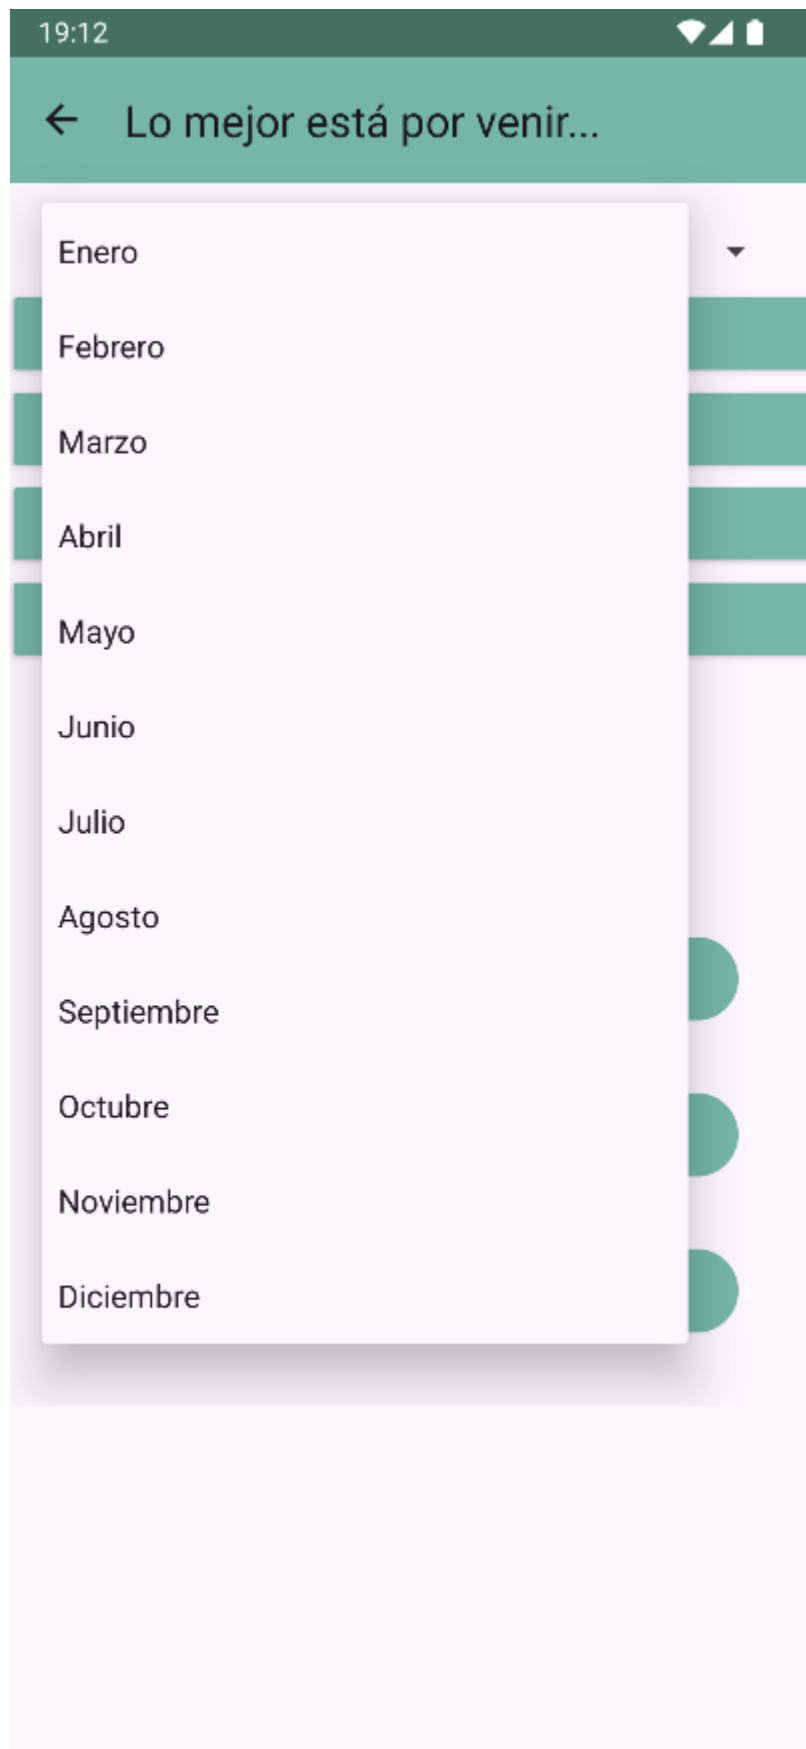 19:12
Lo mejor está por venir...
Enero
Febrero
Marzo
Abril
Mayo
Junio
Julio
Agosto
Septiembre
Octubre
Noviembre
Diciembre